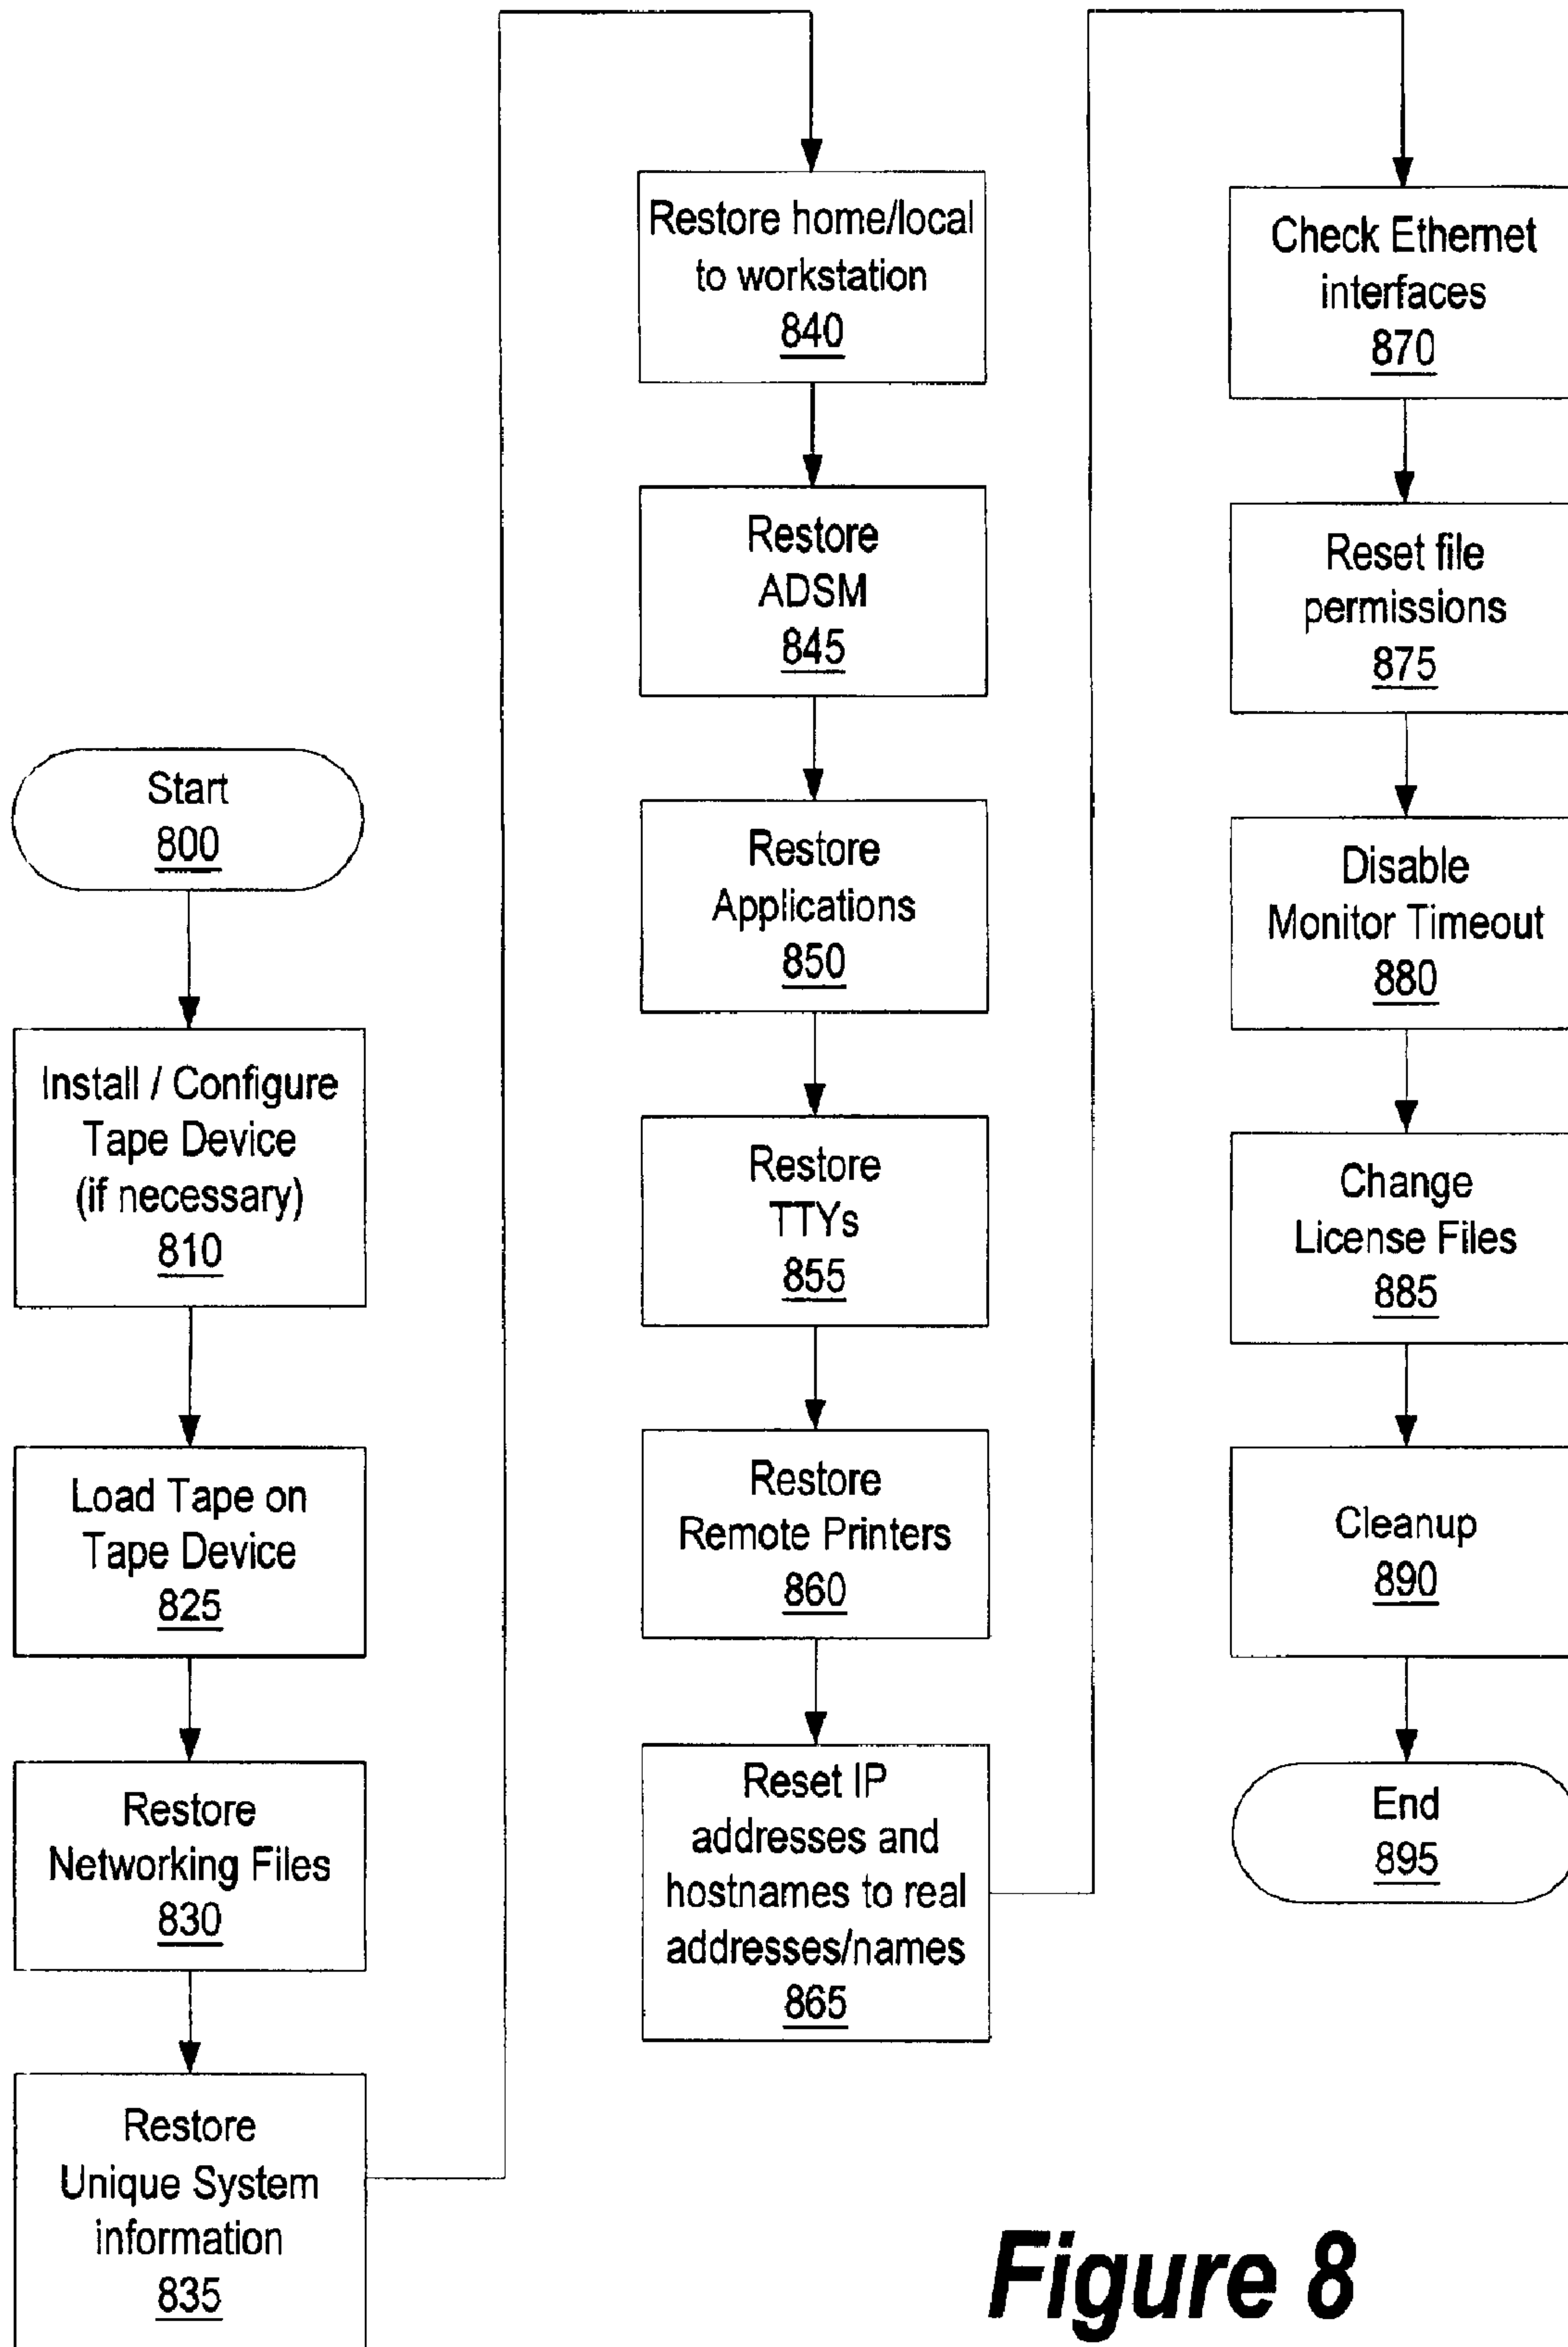 Start
800
Install / Configure
Tape Device
(if necessary)
810
Load Tape on
Tape Device
825
Restore
Networking Files
830
Restore
Unique System
information
835
Restore home/local
to workstation
840
Restore
ADSM
845
Restore
Applications
850
Restore
TTYs
855
Restore
Remote Printers
860
Reset IP
addresses and
hostnames to real
addresses/names
865
Check Ethernet
interfaces
870
Reset file
permissions
875
Disable
Monitor Timeout
880
Change
License Files
885
Cleanup
890
End
895
Figure 8